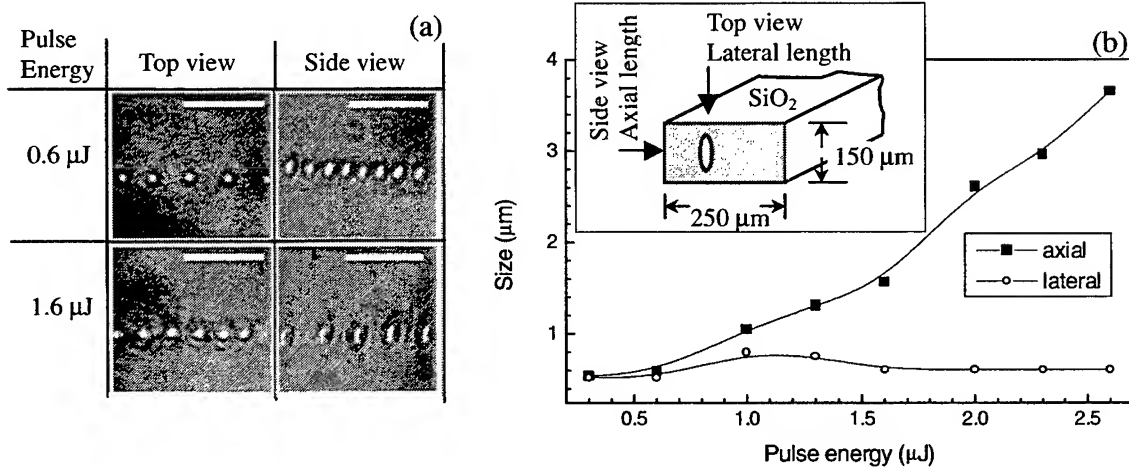 (a)
Pulse
Energy
Top view
Side view
0.6 µJ
1.6 µJ
(b)
Top view
Lateral length
Side view
Axial length
SiO₂
150 µm
250 µm
4
3
2
1
Size (µm)
axial
lateral
0.5 1.0 1.5 2.0 2.5
Pulse energy (µJ)